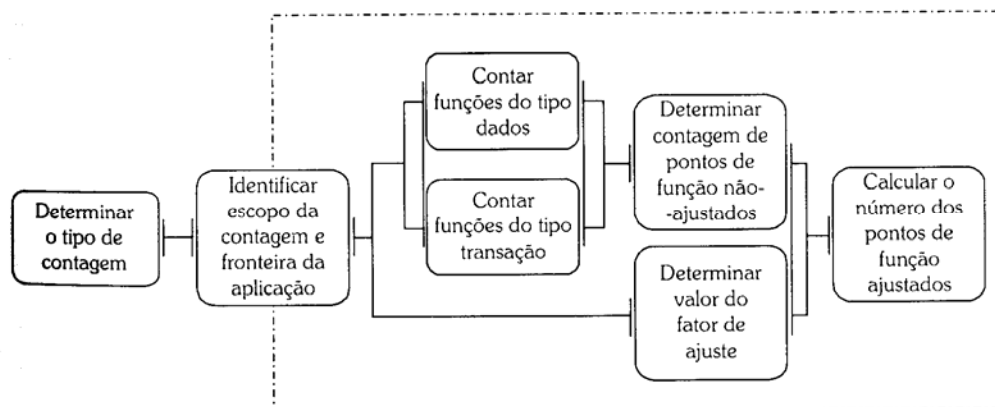 Determinar
o tipo de
contagem
Identificar
escopo da
contagem e
fronteira da
aplicação
Contar
funções do tipo
dados
Contar
funções do tipo
transação
Determinar
contagem de
pontos de
função não-
-ajustados
Determinar
valor do
fator de
ajuste
Calcular o
número dos
pontos de
função
ajustados